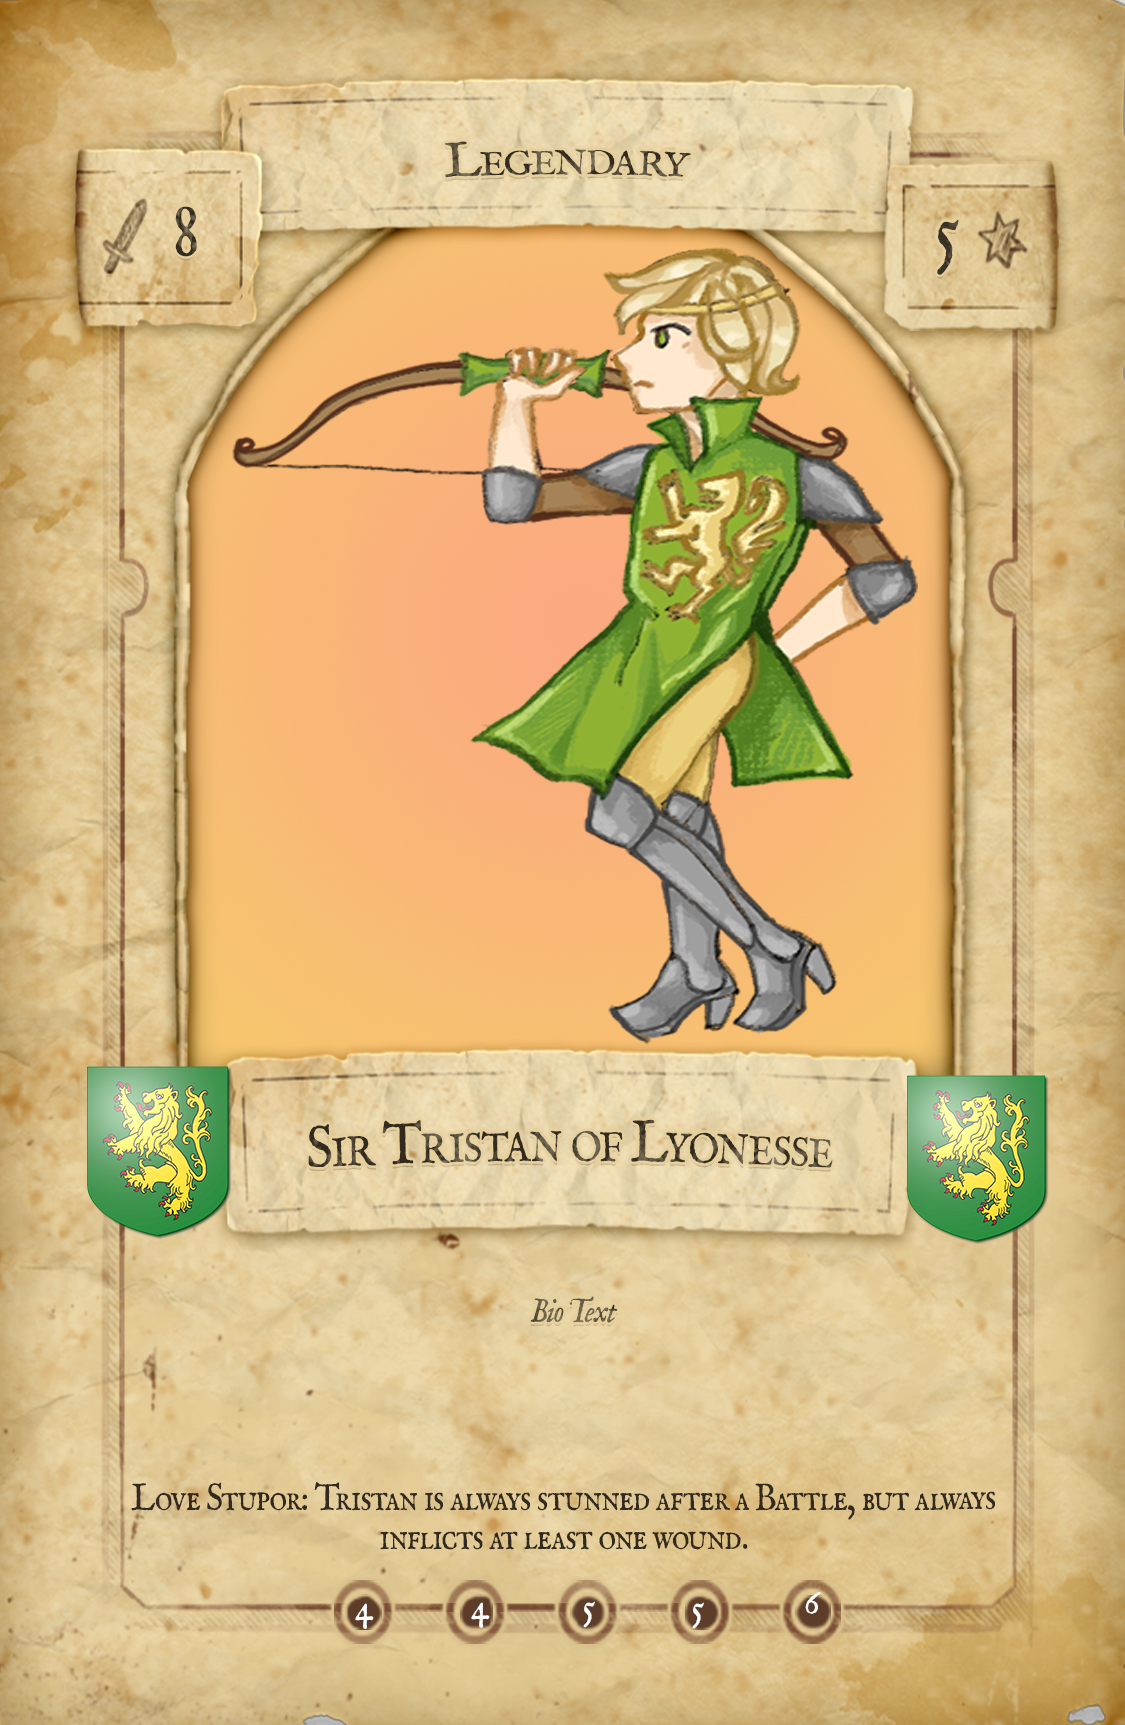 Legendary
8
5
Sir Tristan of Lyonesse
Bio Text
Love Stupor: Tristan is always stunned after a Battle, but always
inflicts at least one wound.
4 4 5 5 6